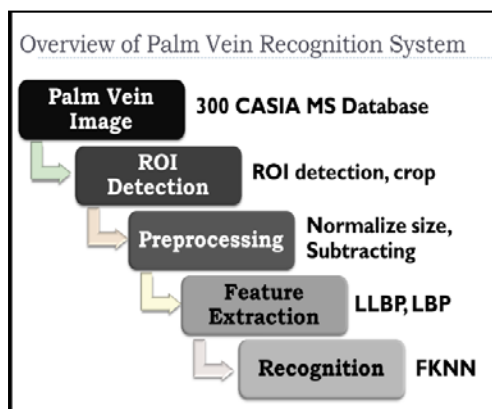 Overview of Palm Vein Recognition System
Palm Vein
Image
300 CASIA MS Database
ROI
Detection
ROI detection, crop
Preprocessing
Normalize size,
Subtracting
Feature
Extraction
LLBP, LBP
Recognition
FKNN